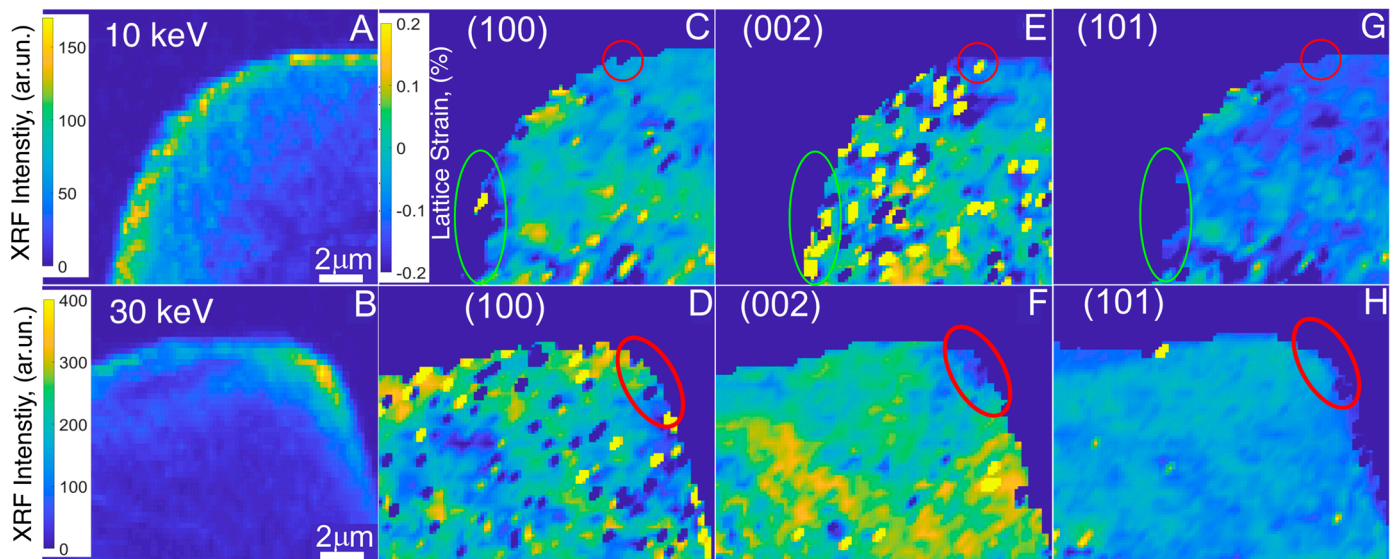 10 keV
A
XRF Intenstiy, (ar.un.)
150
100
50
0
2μm
0.2
0.1
0
-0.1
-0.2
Lattice Strain, (%)
(100)
C
(002)
E
(101)
G
30 keV
B
XRF Intenstiy, (ar.un.)
400
300
200
100
0
2μm
(100)
D
(002)
F
(101)
H